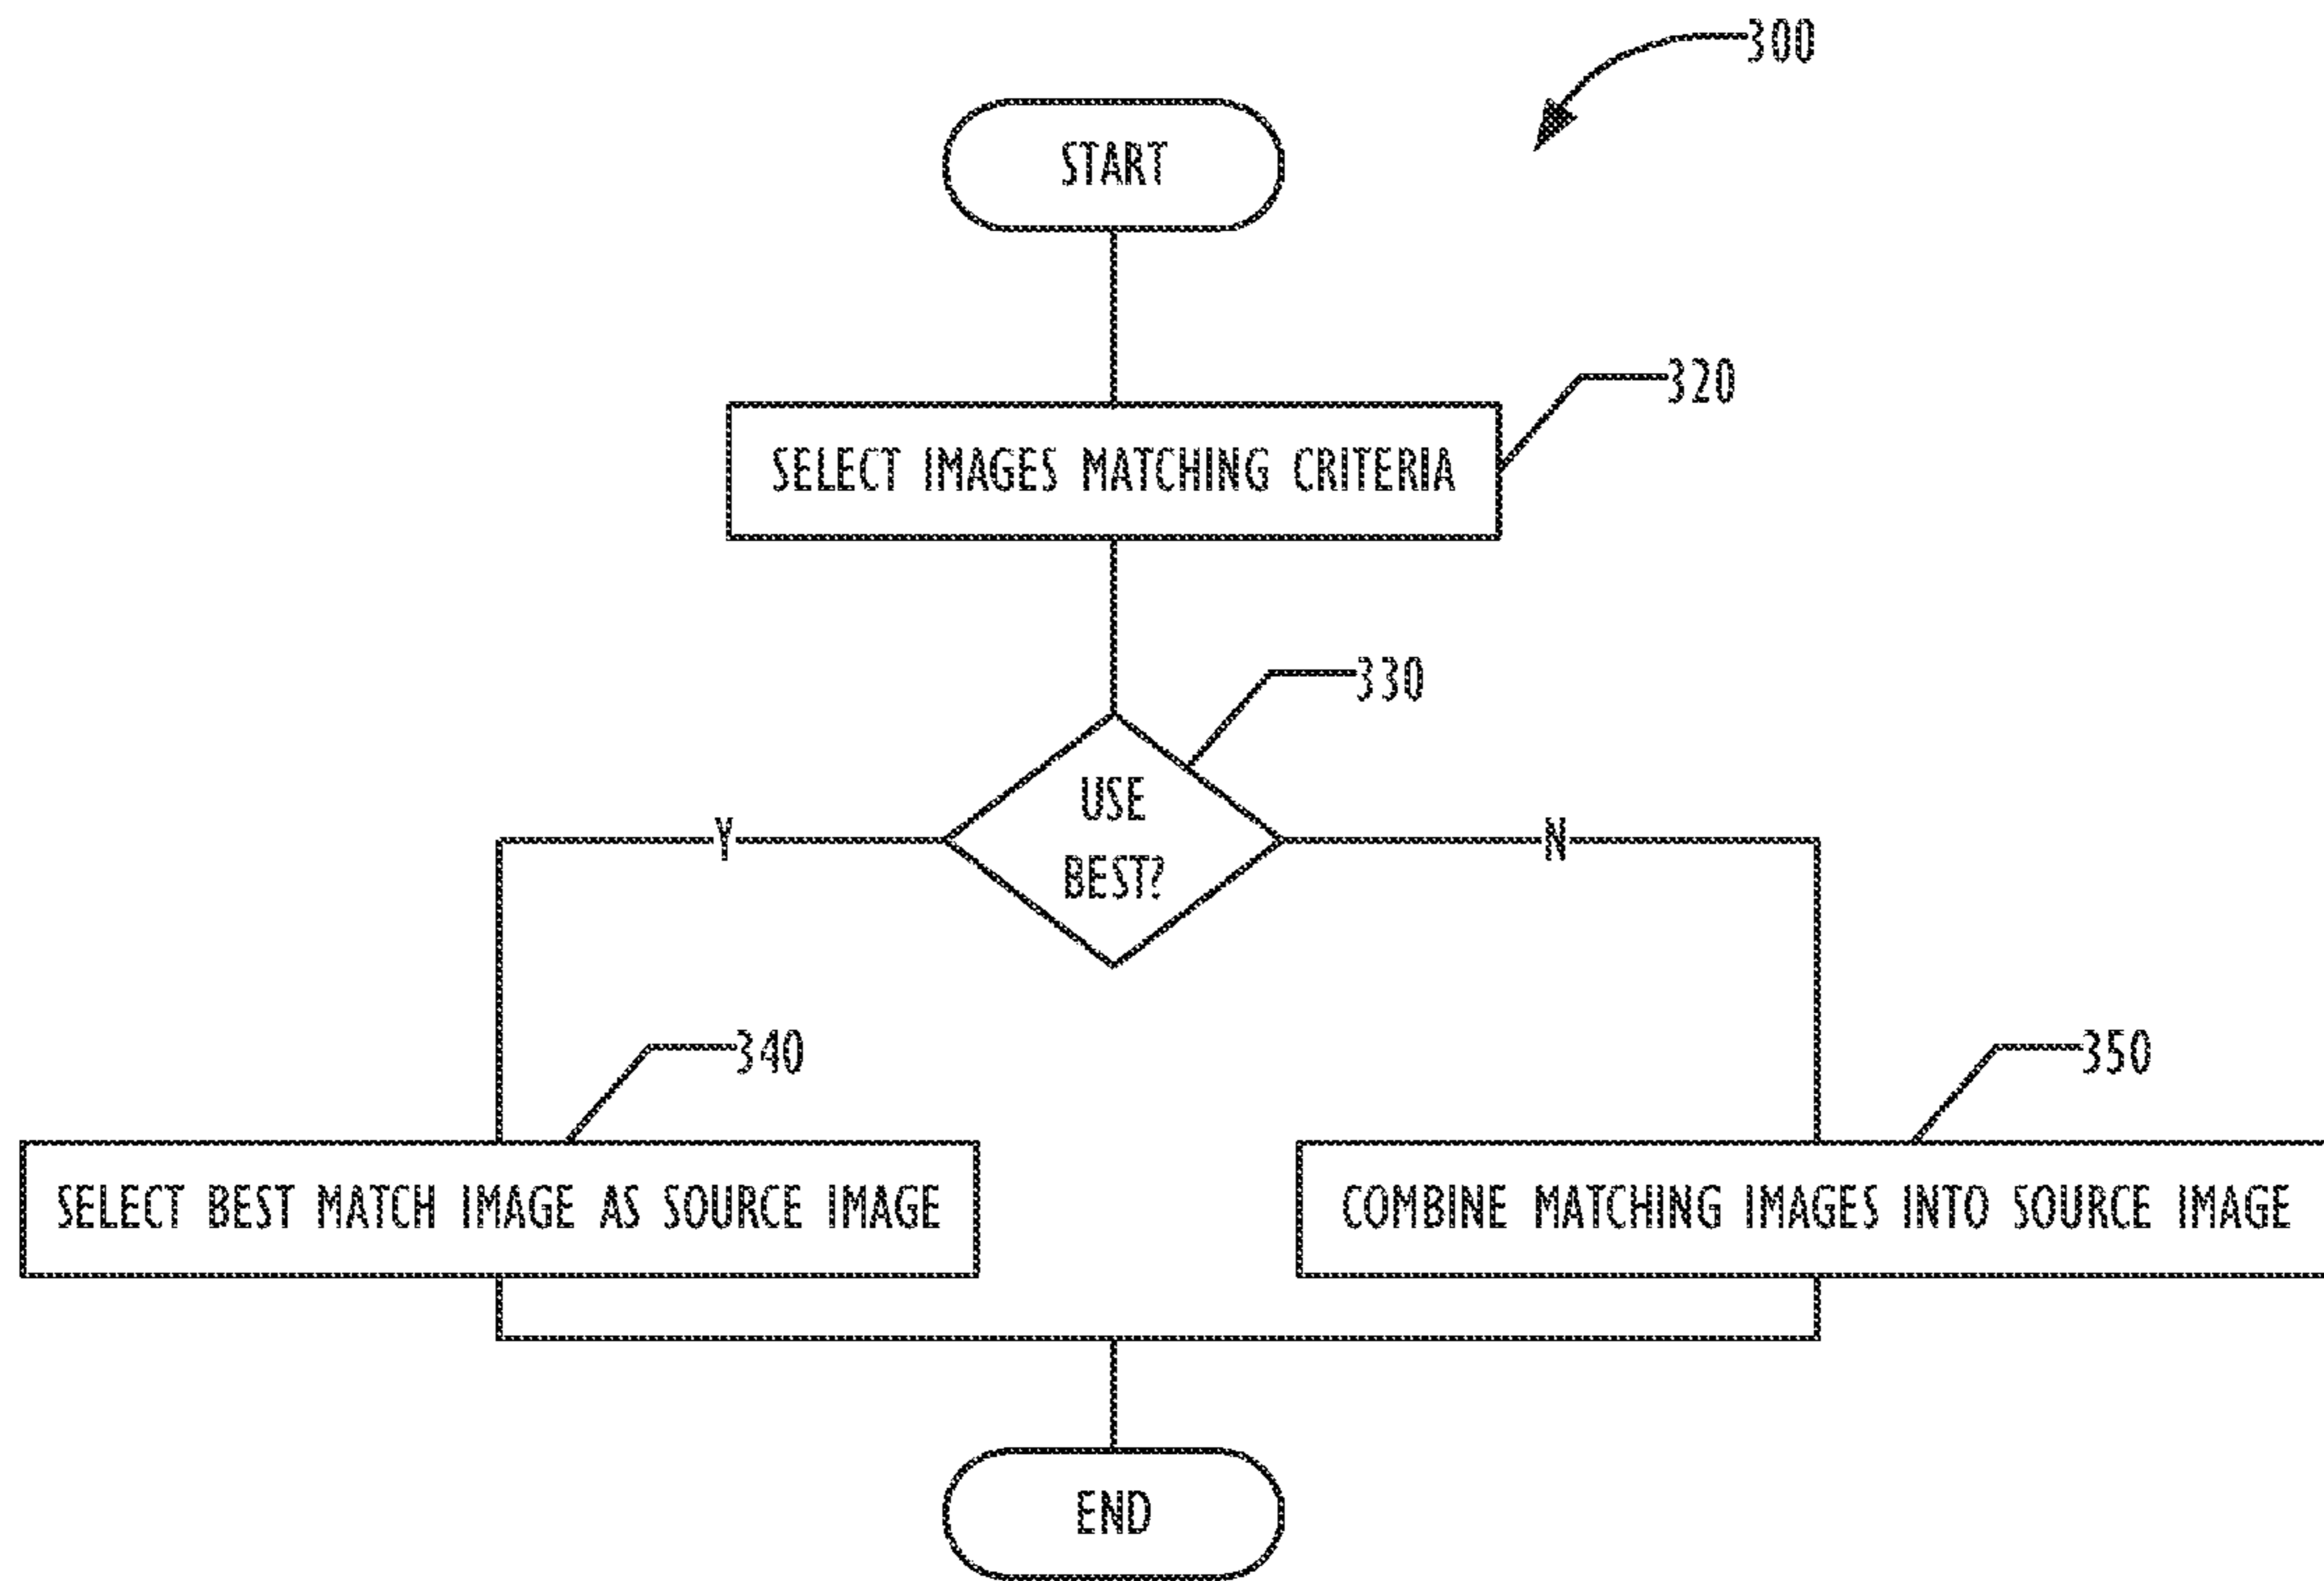 300
START
320
SELECT IMAGES MATCHING CRITERIA
330
USE
BEST?
Y
N
340
350
SELECT BEST MATCH IMAGE AS SOURCE IMAGE
COMBINE MATCHING IMAGES INTO SOURCE IMAGE
END